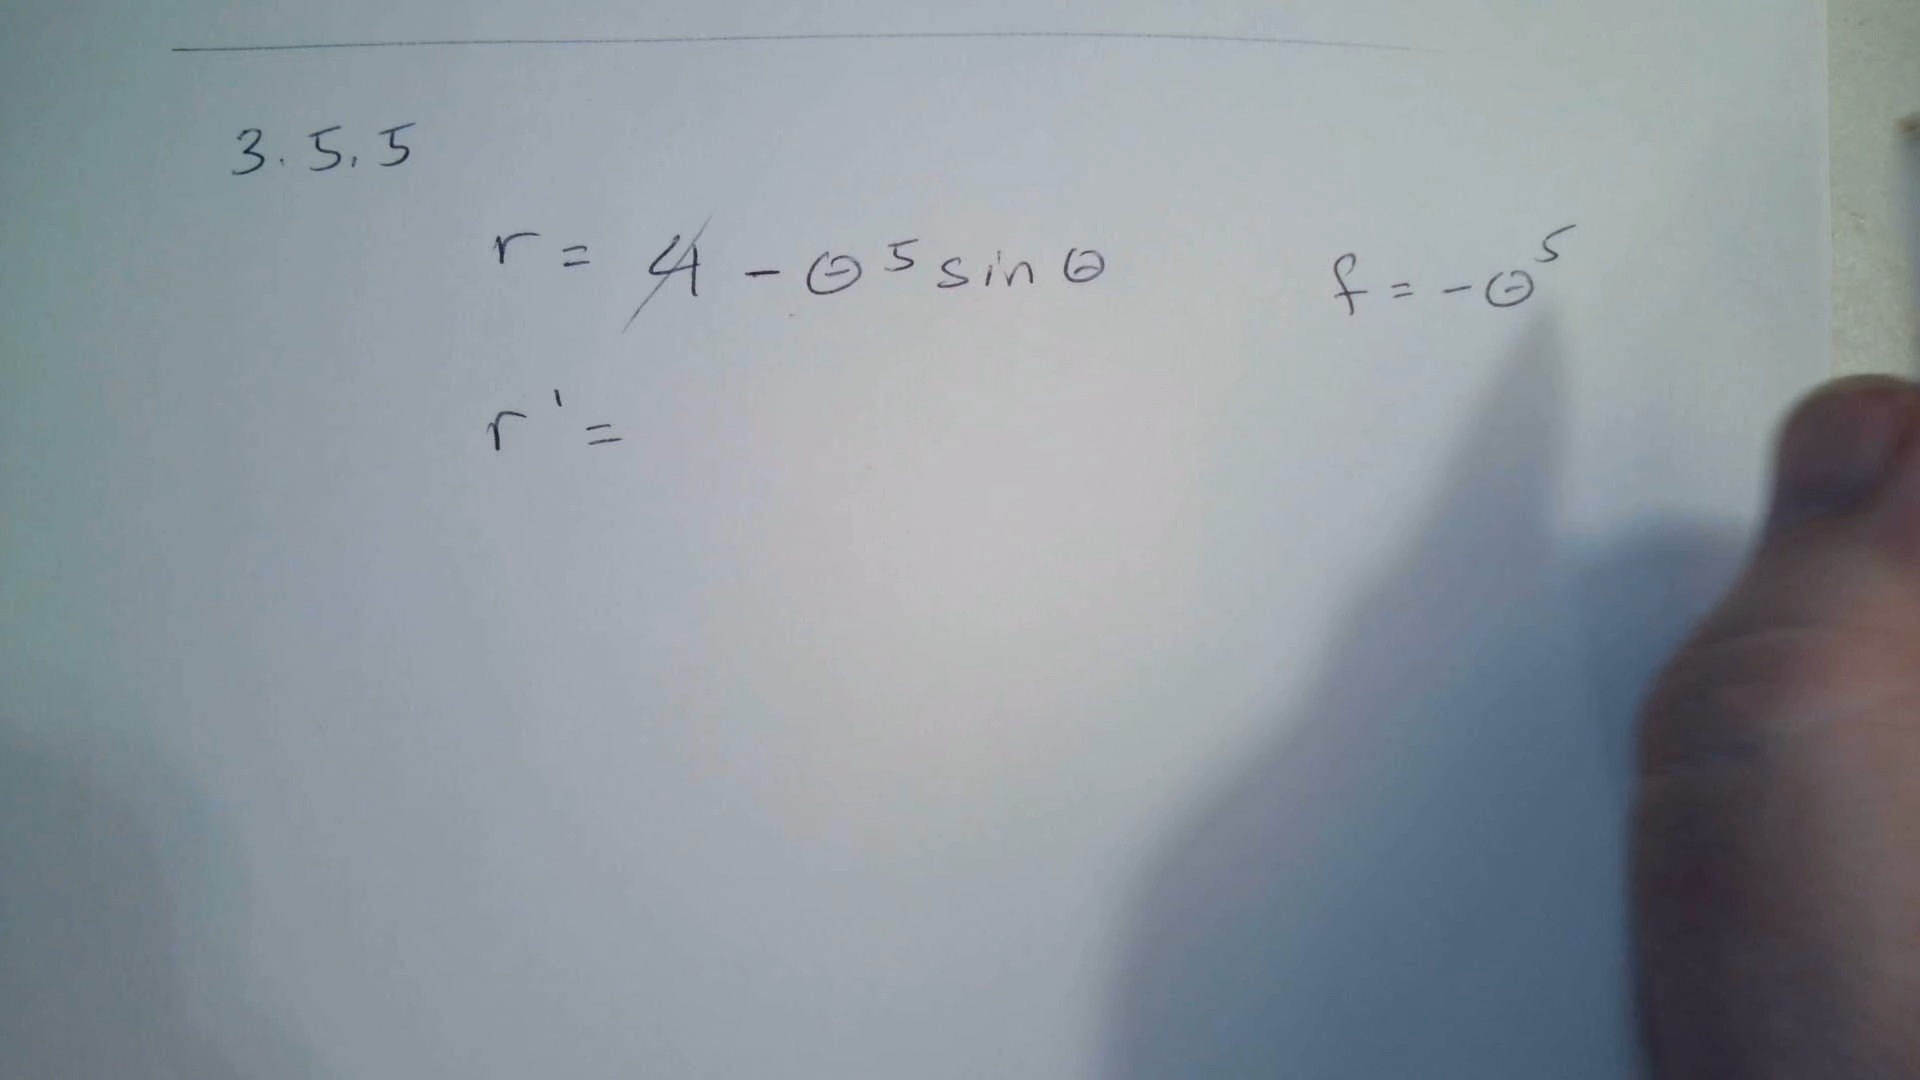 3.5.5
r = 4 - θ⁵ sin θ
f = - θ⁵
r' =